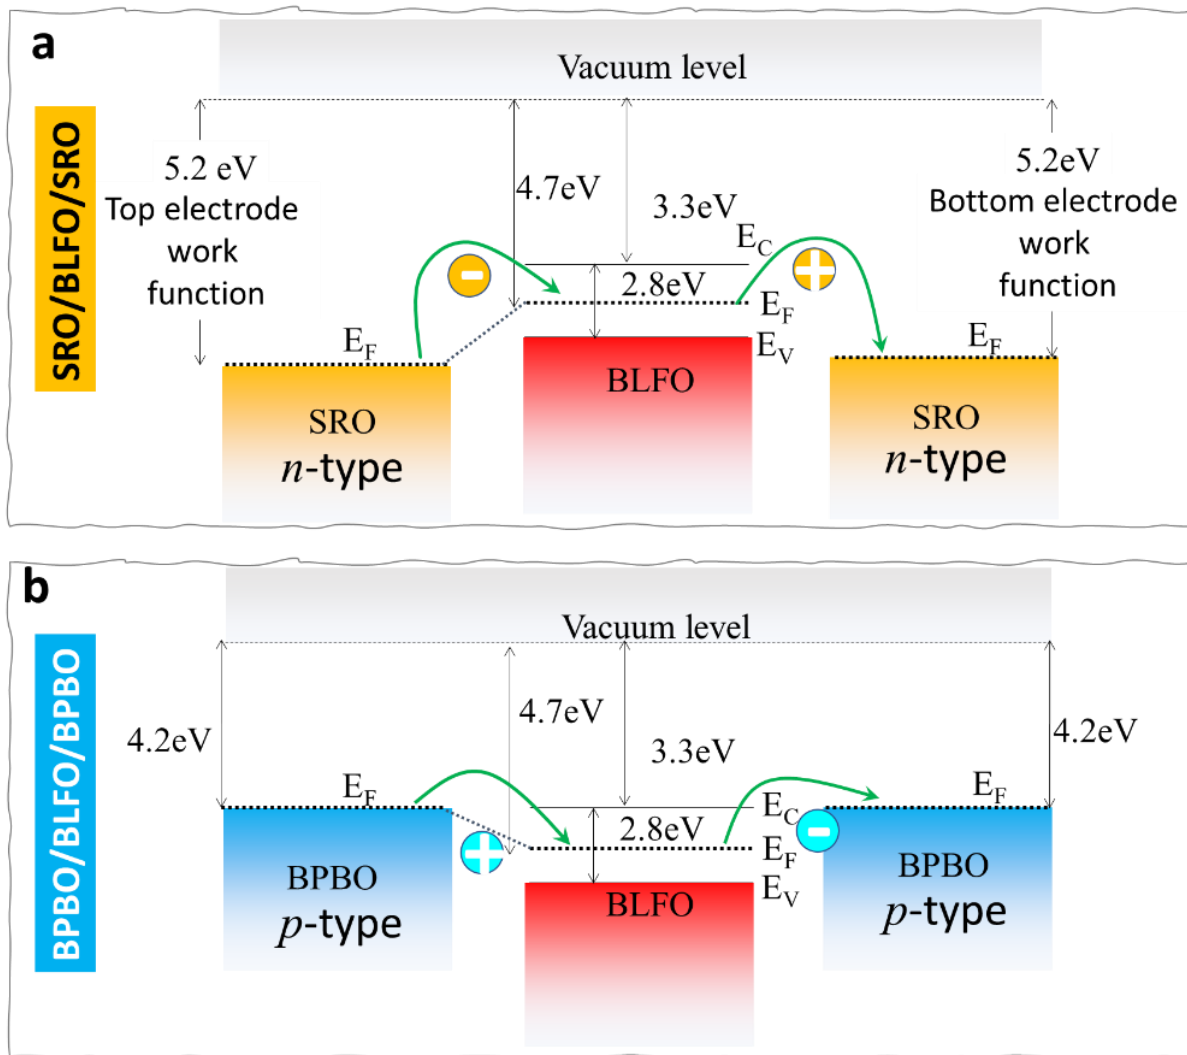 a
Vacuum level
SRO/BLFO/SRO
5.2 eV
Top electrode
work
function
4.7eV
3.3eV
5.2eV
Bottom electrode
work
function
E_C
2.8eV
E_F
E_V
E_F
E_F
BLFO
SRO
n-type
SRO
n-type
-
+
b
Vacuum level
BPBO/BLFO/BPBO
4.2eV
4.7eV
3.3eV
4.2eV
E_F
E_F
E_C
2.8eV
E_F
E_V
+
-
BPBO
p-type
BLFO
BPBO
p-type